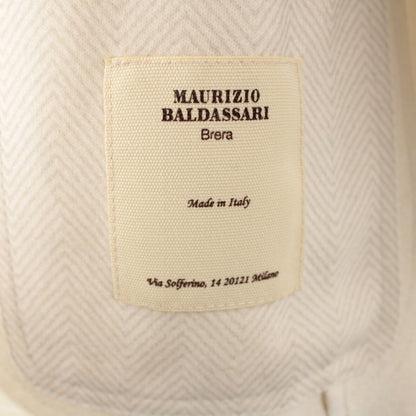 MAURIZIO
BALDASSARI
Brera
Made in Italy
Via Solferino, 14 20121 Milano